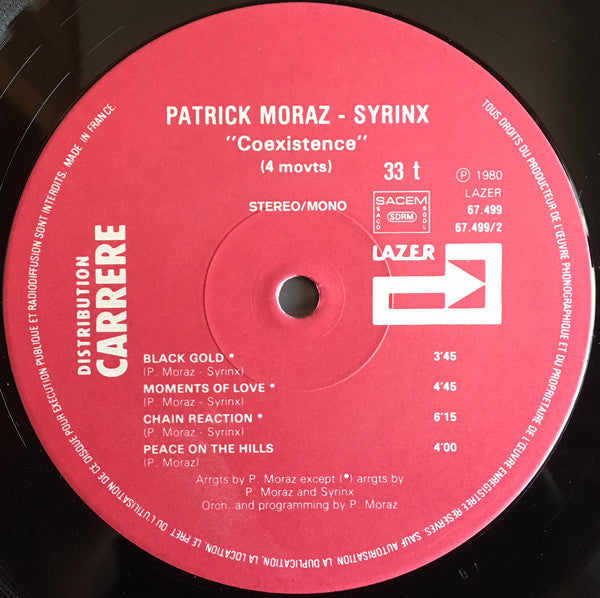 PATRICK MORAZ - SYRINX
"Coexistence"
(4 movts)
33 t
STEREO/MONO
SACEM
SACD
SDRM
SGDL
Ⓟ 1980
LAZER
67.499
67.499/2
LAZER
DISTRIBUTION
CARRERE
BLACK GOLD * 3'45
(P. Moraz - Syrinx)
MOMENTS OF LOVE * 4'45
(P. Moraz - Syrinx)
CHAIN REACTION * 6'15
(P. Moraz - Syrinx)
PEACE ON THE HILLS 4'00
(P. Moraz)
Arrgts by P. Moraz except (*) arrgts by
P. Moraz and Syrinx
Orch. and programming by P. Moraz
TOUS DROITS DU PRODUCTEUR DE L'ŒUVRE PHONOGRAPHIQUE ET DU PROPRIETAIRE DE L'ŒUVRE ENREGISTREE RESERVES. SAUF AUTORISATION, LA DUPLICATION, LA LOCATION, LE PRET OU L'UTILISATION DE CE DISQUE POUR EXECUTION PUBLIQUE ET RADIODIFFUSION SONT INTERDITS. MADE IN FRANCE.
B 1